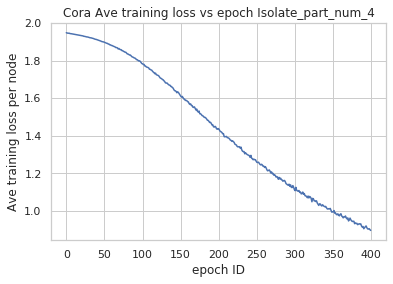 Cora Ave training loss vs epoch Isolate_part_num_4
Ave training loss per node
2.0
1.8
1.6
1.4
1.2
1.0
0 50 100 150 200 250 300 350 400
epoch ID